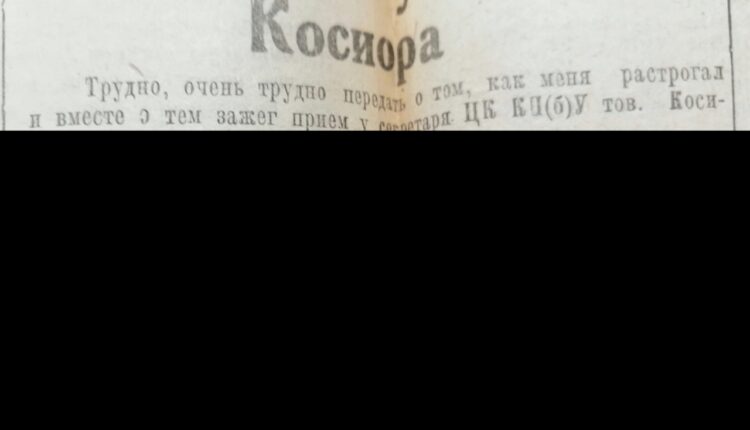 Косиора
Трудно, очень трудно передать о том, как меня растрогал
и вместе с тем зажег прием у секретаря ЦК КП(б)У тов. Коси-